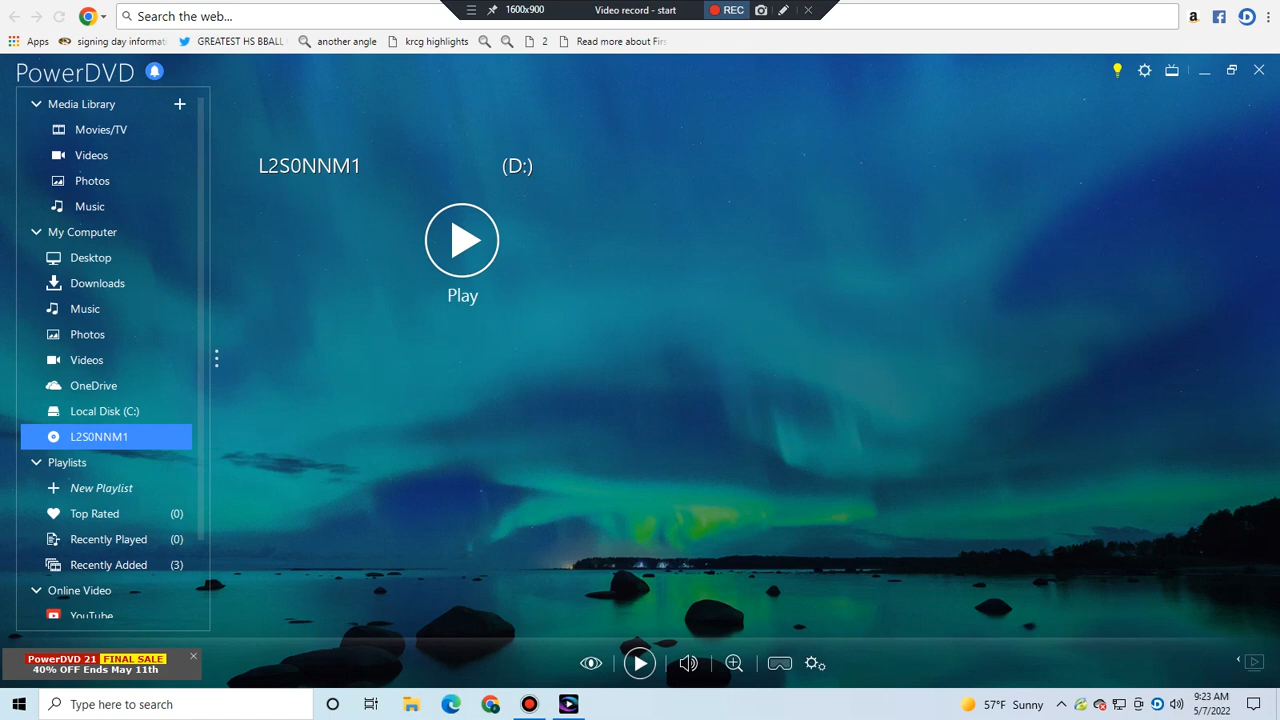 Search the web...
1600x900 Video record - start REC
Apps signing day informat GREATEST HS BBALL another angle krcg highlights 2 Read more about Firs
PowerDVD
Media Library
Movies/TV
Videos
Photos
Music
My Computer
Desktop
Downloads
Music
Photos
Videos
OneDrive
Local Disk (C:)
L2S0NNM1
Playlists
New Playlist
Top Rated (0)
Recently Played (0)
Recently Added (3)
Online Video
YouTube
L2S0NNM1 (D:)
Play
PowerDVD 21 FINAL SALE
40% OFF Ends May 11th
Type here to search
57°F Sunny
9:23 AM
5/7/2022